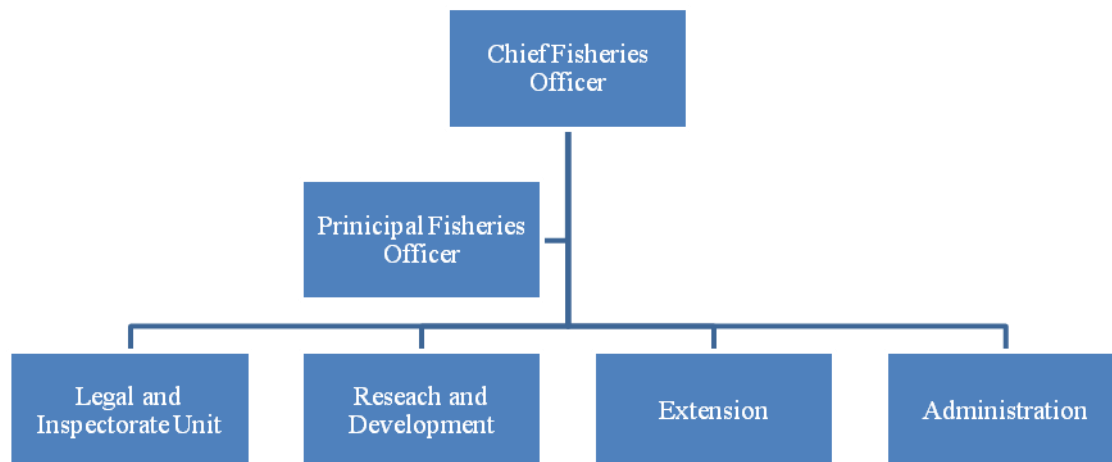 Chief Fisheries
Officer
Prinicipal Fisheries
Officer
Legal and
Inspectorate Unit
Reseach and
Development
Extension
Administration